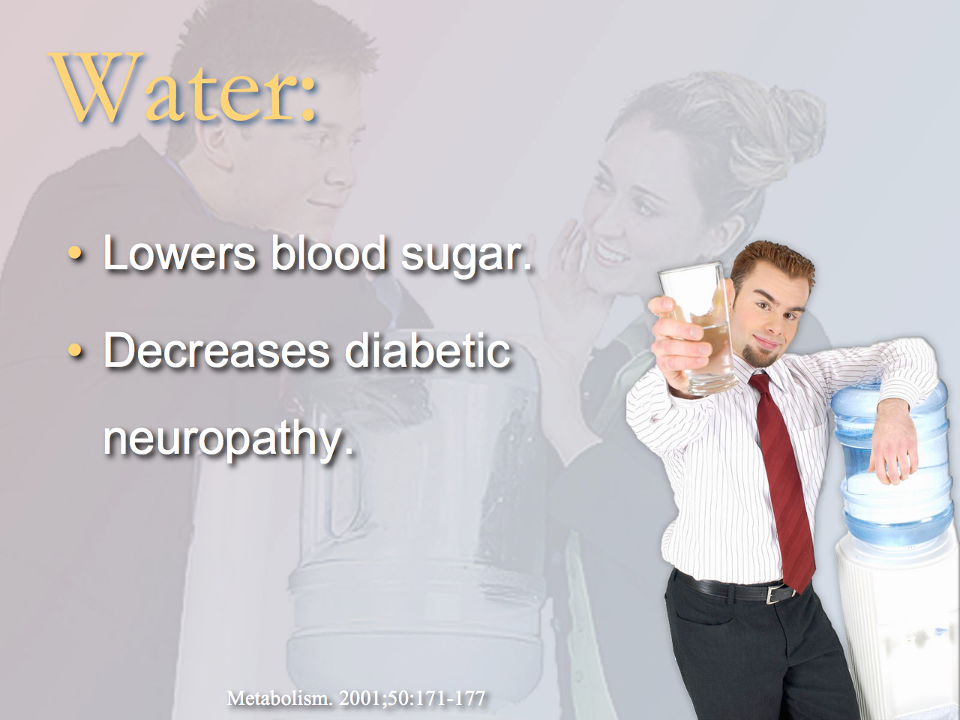 Water:
• Lowers blood sugar.
• Decreases diabetic
neuropathy.
Metabolism. 2001;50:171-177